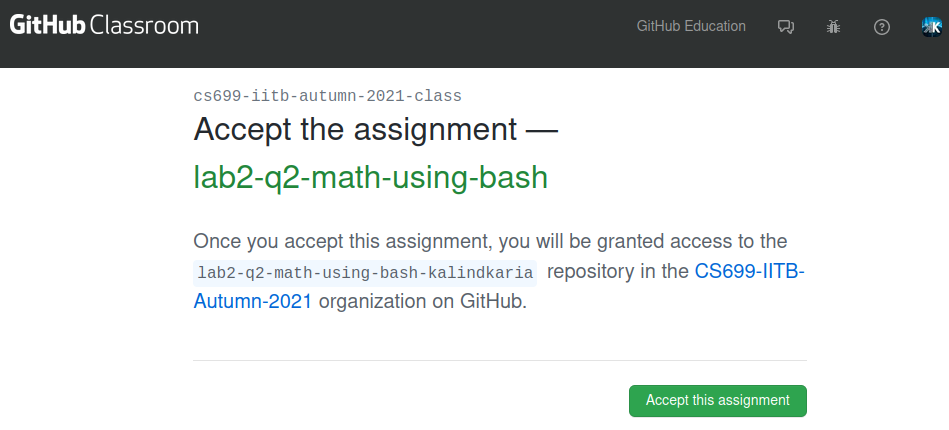 GitHub Classroom
GitHub Education
K
cs699-iitb-autumn-2021-class
Accept the assignment —
lab2-q2-math-using-bash
Once you accept this assignment, you will be granted access to the
lab2-q2-math-using-bash-kalindkaria repository in the CS699-IITB-
Autumn-2021 organization on GitHub.
Accept this assignment